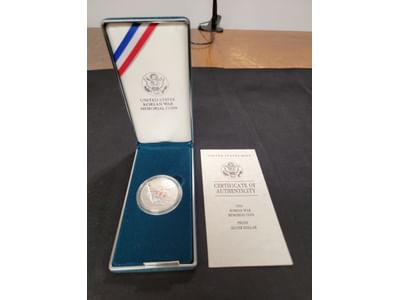 UNITED STATES
KOREAN WAR
MEMORIAL COIN
UNITED STATES MINT
CERTIFICATE OF
AUTHENTICITY
1991
KOREAN WAR
MEMORIAL COIN
PROOF
SILVER DOLLAR